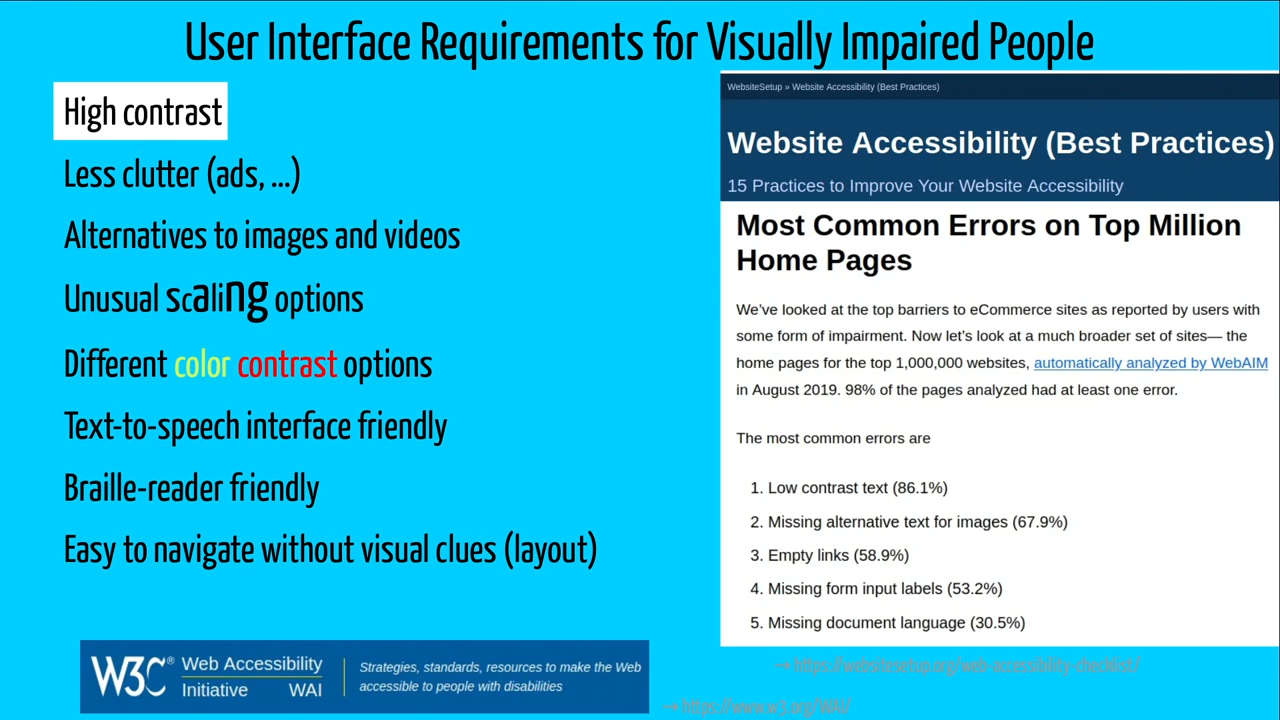 User Interface Requirements for Visually Impaired People
High contrast
Less clutter (ads, ...)
Alternatives to images and videos
Unusual scaling options
Different color contrast options
Text-to-speech interface friendly
Braille-reader friendly
Easy to navigate without visual clues (layout)
WebsiteSetup » Website Accessibility (Best Practices)
Website Accessibility (Best Practices)
15 Practices to Improve Your Website Accessibility
Most Common Errors on Top Million
Home Pages
We've looked at the top barriers to eCommerce sites as reported by users with
some form of impairment. Now let's look at a much broader set of sites— the
home pages for the top 1,000,000 websites, automatically analyzed by WebAIM
in August 2019. 98% of the pages analyzed had at least one error.
The most common errors are
1. Low contrast text (86.1%)
2. Missing alternative text for images (67.9%)
3. Empty links (58.9%)
4. Missing form input labels (53.2%)
5. Missing document language (30.5%)
→ https://websitesetup.org/web-accessibility-checklist/
W3C® Web Accessibility
Initiative WAI
Strategies, standards, resources to make the Web
accessible to people with disabilities
→ https://www.w3.org/WAI/